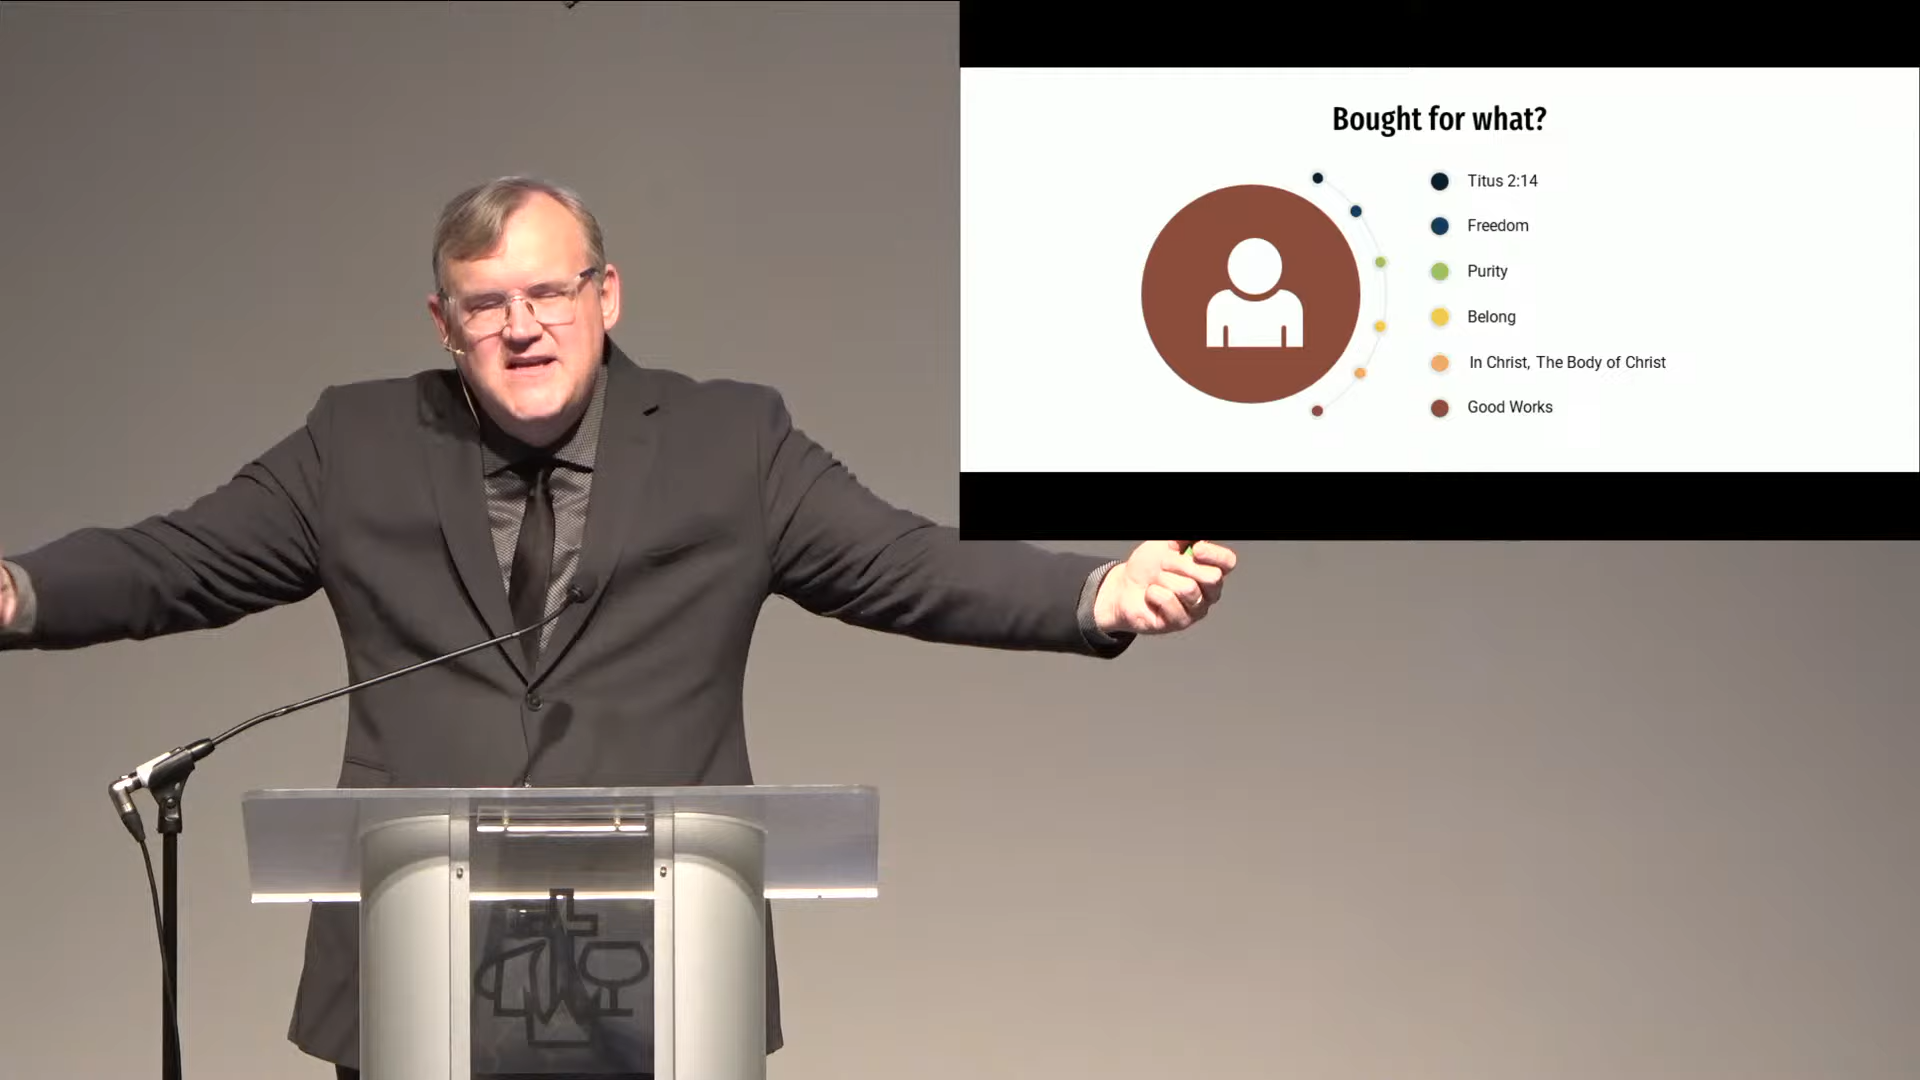 Bought for what?
Titus 2:14
Freedom
Purity
Belong
In Christ, The Body of Christ
Good Works